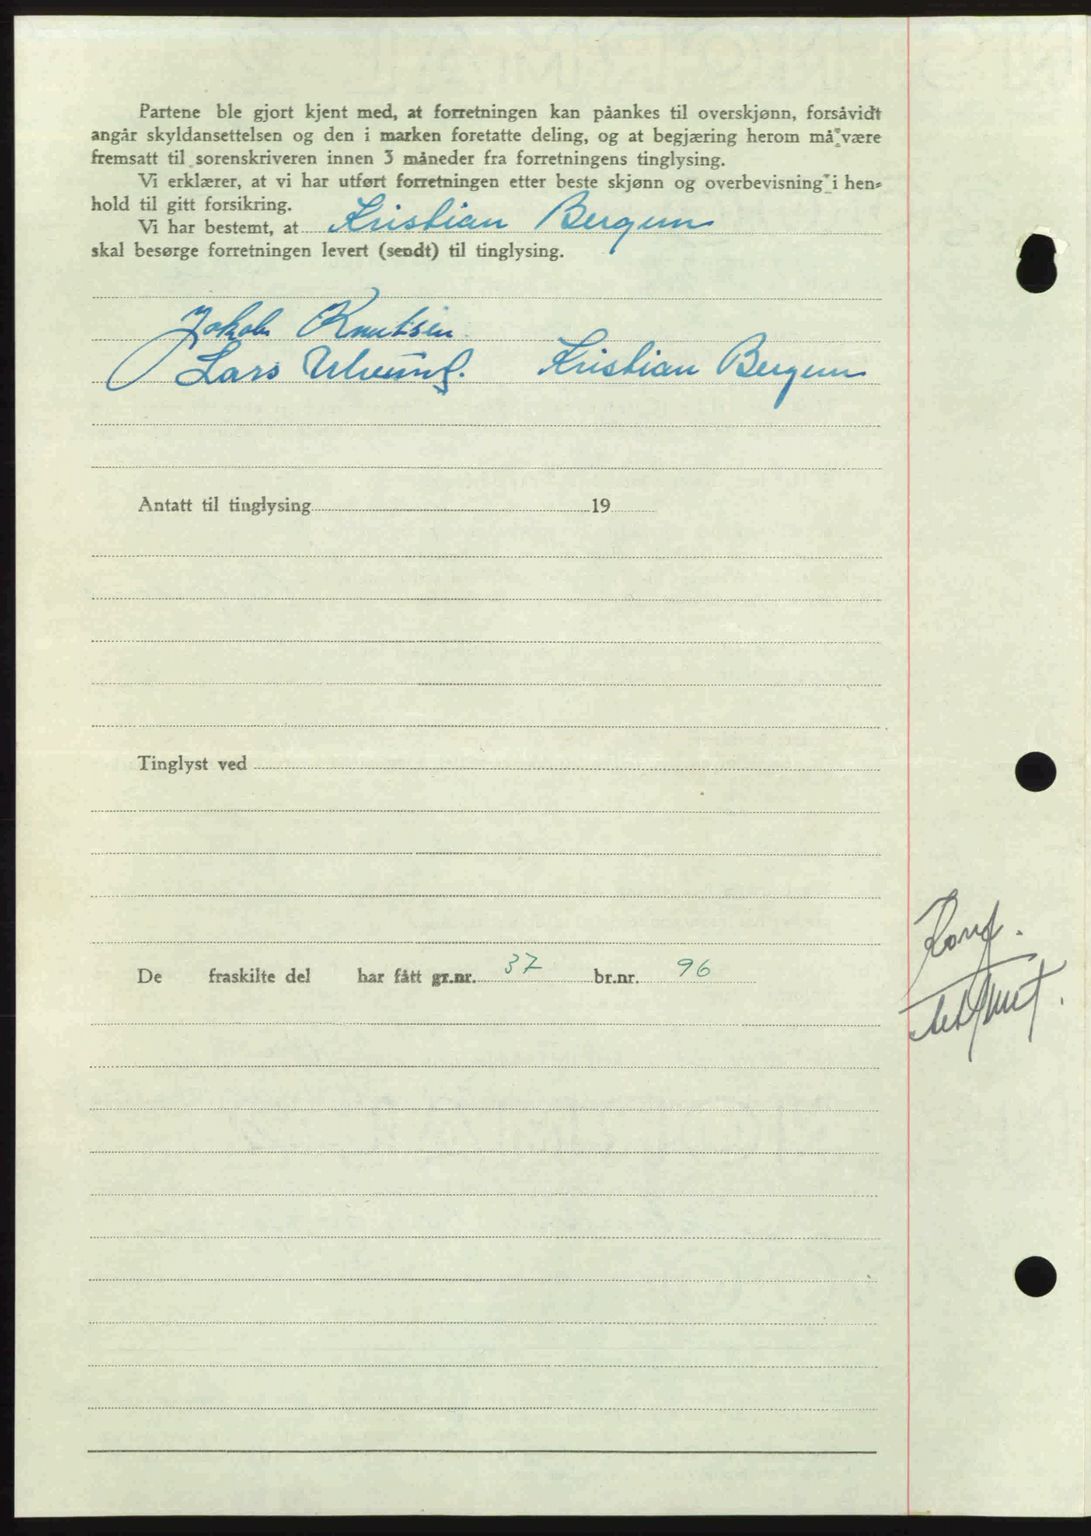 Partene ble gjort kjent med, at forretningen kan påankes til overskjønn, forsåvidt
angår skyldansettelsen og den i marken foretatte deling, og at begjæring herom må være
fremsatt til sorenskriveren innen 3 måneder fra forretningens tinglysing.
Vi erklærer, at vi har utført forretningen etter beste skjønn og overbevisning i hen-
hold til gitt forsikring.
Vi har bestemt, at Kristian Bergum
skal besørge forretningen levert (sendt) til tinglysing.
Jakob Knutsen
Lars Ulveung. Kristian Bergum
Antatt til tinglysing 19
Tinglyst ved
De fraskilte del har fått gr.nr. 37 br.nr. 96